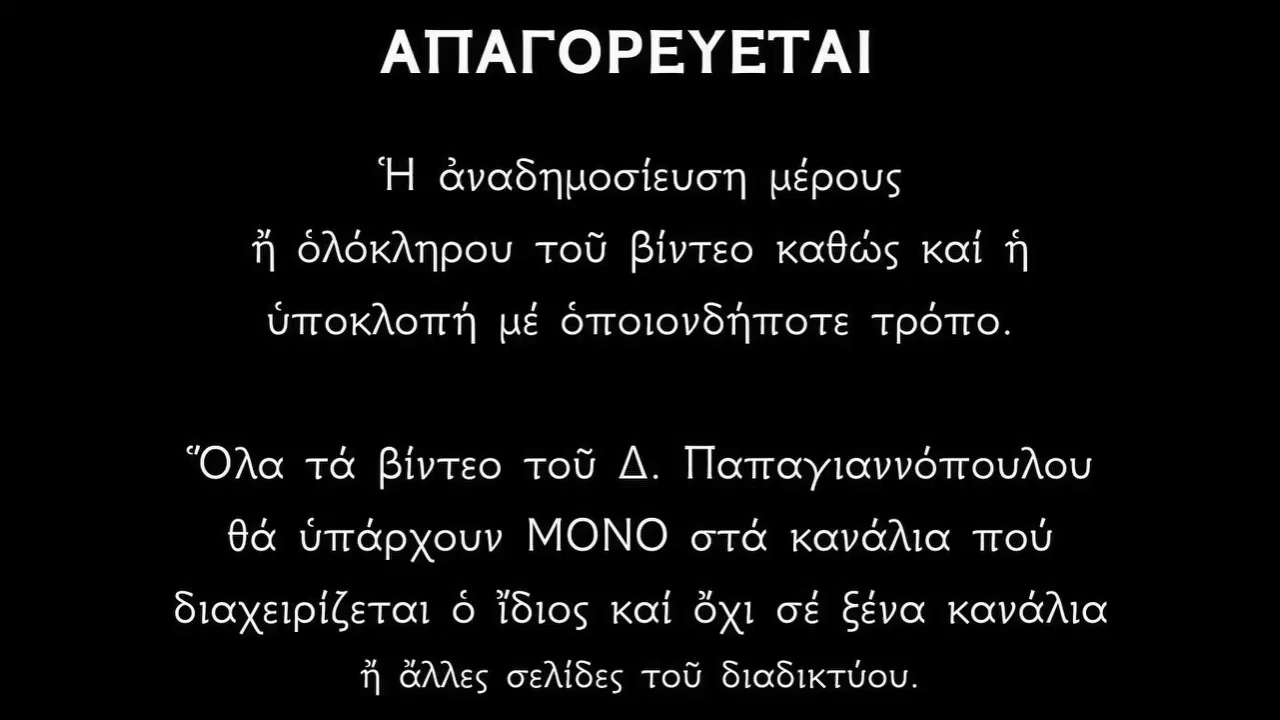 ΑΠΑΓΟΡΕΥΕΤΑΙ
Ἡ ἀναδημοσίευση μέρους
ἤ ὁλόκληρου τοῦ βίντεο καθώς καί ἡ
ὑποκλοπή μέ ὁποιονδήποτε τρόπο.
Ὅλα τά βίντεο τοῦ Δ. Παπαγιαννόπουλου
θά ὑπάρχουν ΜΟΝΟ στά κανάλια πού
διαχειρίζεται ὁ ἴδιος καί ὄχι σέ ξένα κανάλια
ἤ ἄλλες σελίδες τοῦ διαδικτύου.